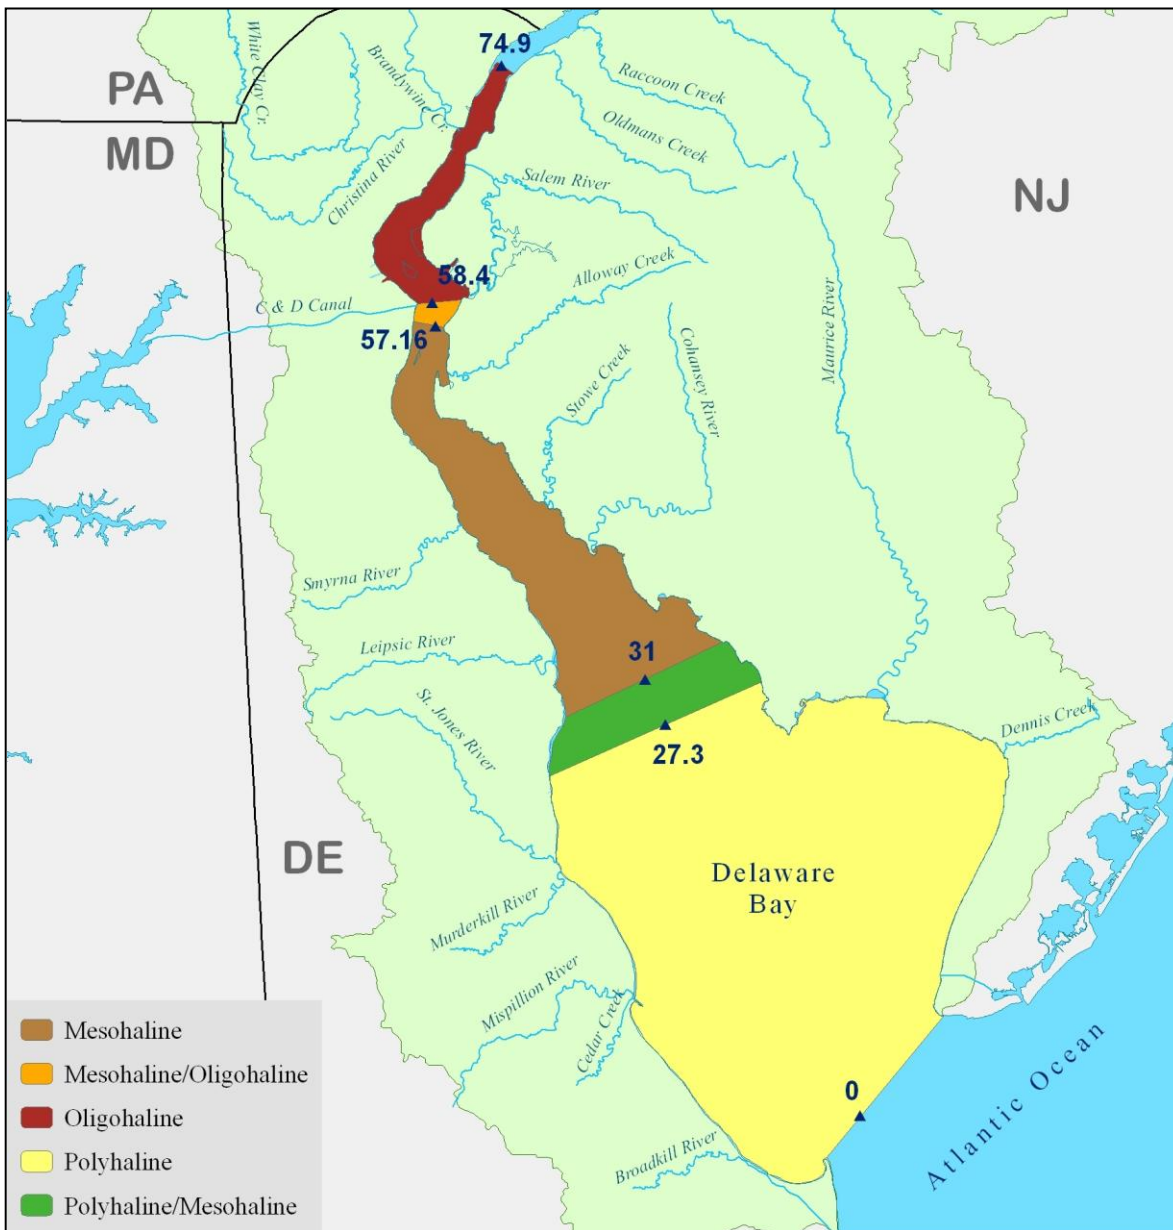 74.9
White Clay Cr.
Brandywine Cr.
Raccoon Creek
PA
Oldmans Creek
MD
Christina River
Salem River
NJ
58.4
Alloway Creek
C & D Canal
57.16
Maurice River
Stowe Creek
Cohansey River
Smyrna River
Leipsic River
31
St. Jones River
27.3
Dennis Creek
DE
Delaware
Bay
Murderkill River
Mispillion River
Cedar Creek
0
Atlantic Ocean
Broadkill River
Mesohaline
Mesohaline/Oligohaline
Oligohaline
Polyhaline
Polyhaline/Mesohaline